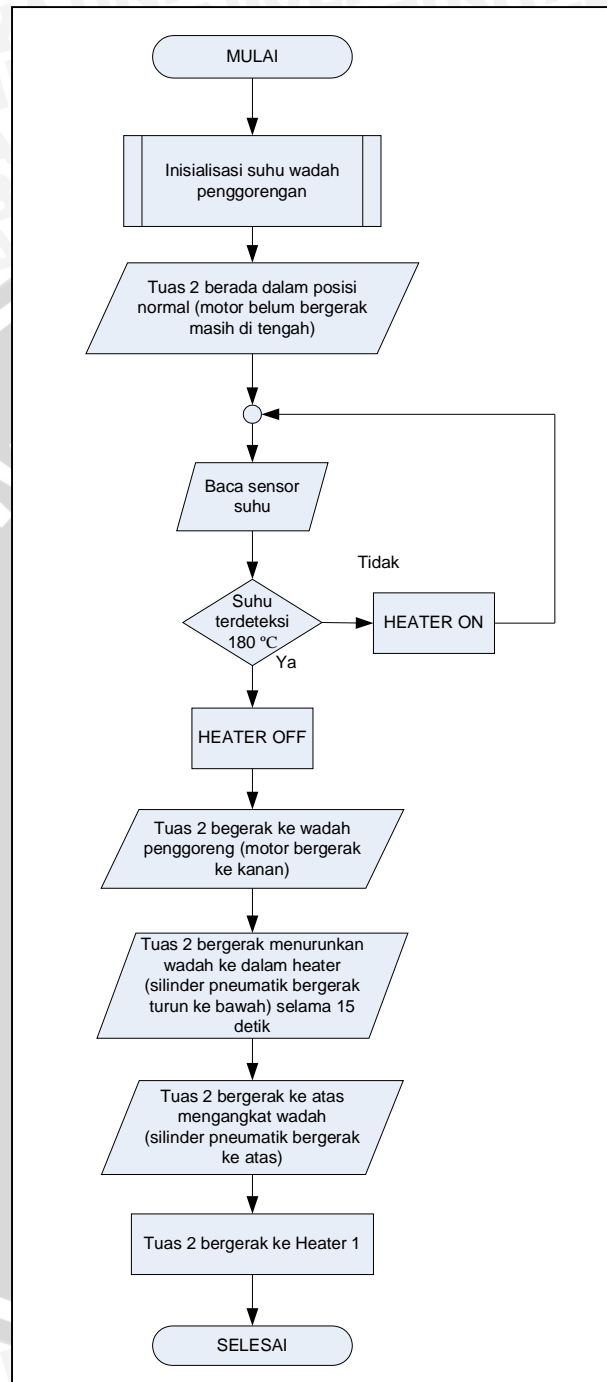 MULAI
Inisialisasi suhu wadah
penggorengan
Tuas 2 berada dalam posisi
normal (motor belum bergerak
masih di tengah)
Baca sensor
suhu
Tidak
Suhu
terdeteksi
180 °C
HEATER ON
Ya
HEATER OFF
Tuas 2 begerak ke wadah
penggoreng (motor bergerak
ke kanan)
Tuas 2 bergerak menurunkan
wadah ke dalam heater
(silinder pneumatik bergerak
turun ke bawah) selama 15
detik
Tuas 2 bergerak ke atas
mengangkat wadah
(silinder pneumatik bergerak
ke atas)
Tuas 2 bergerak ke Heater 1
SELESAI